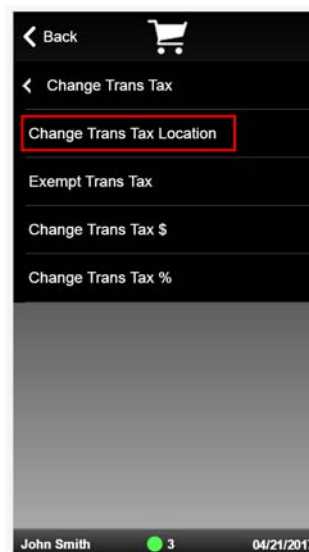 Back
Change Trans Tax
Change Trans Tax Location
Exempt Trans Tax
Change Trans Tax $
Change Trans Tax %
John Smith 3 04/21/2017